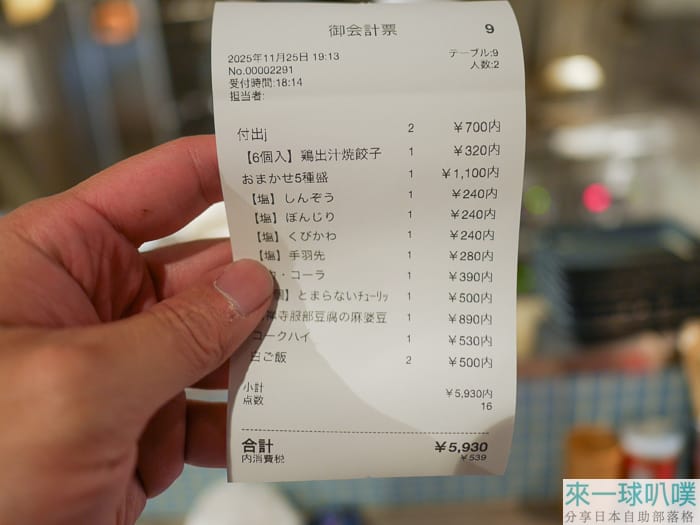 御会計票 9
2025年11月25日 19:13 テーブル:9
No.00002291 人数:2
受付時間:18:14
担当者:
付出j 2 ¥700内
【6個入】鶏出汁焼餃子 1 ¥320内
おまかせ5種盛 1 ¥1,100内
【塩】しんぞう 1 ¥240内
【塩】ぼんじり 1 ¥240内
【塩】くびかわ 1 ¥240内
【塩】手羽先 1 ¥280内
・コーラ 1 ¥390内
】とまらないﾁｭｰﾘｯ 1 ¥500内
寺服部豆腐の麻婆豆 1 ¥890内
コークハイ 1 ¥530内
白ご飯 2 ¥500内
小計 ¥5,930内
点数 16
合計 ¥5,930
内消費税 ¥539
來一球叭噗
分享日本自助部落格